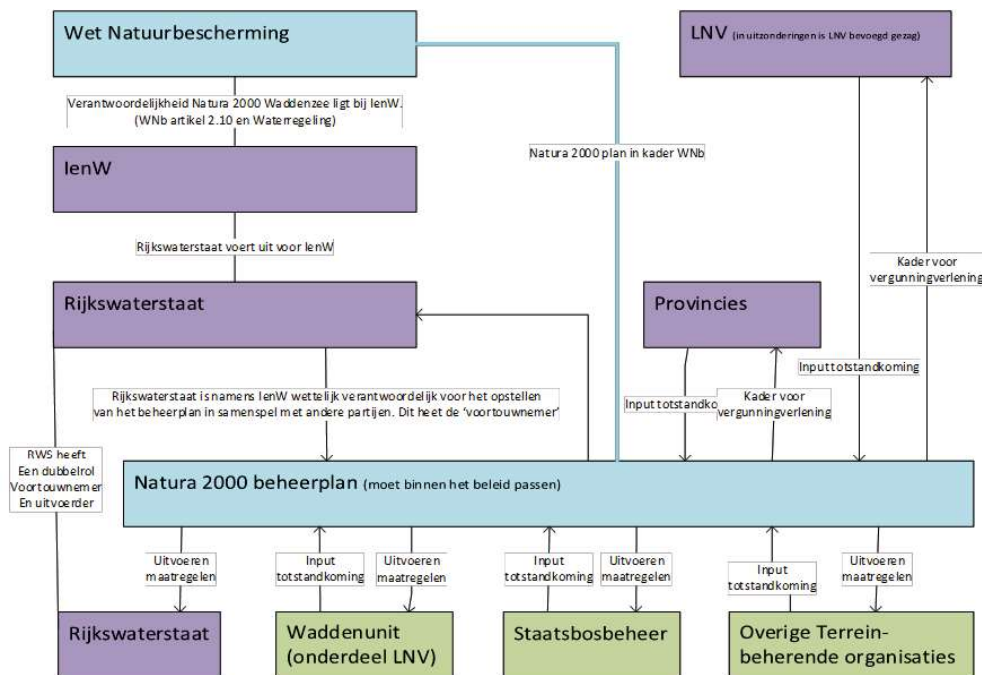 Wet Natuurbescherming
LNV (in uitzonderingen is LNV bevoegd gezag)
Verantwoordelijkheid Natura 2000 Waddenzee ligt bij IenW.
(WNb artikel 2.10 en Waterregeling)
Natura 2000 plan in kader WNb
IenW
Rijkswaterstaat voert uit voor IenW
Kader voor
vergunningverlening
Rijkswaterstaat
Provincies
Input totstandkoming
Rijkswaterstaat is namens IenW wettelijk verantwoordelijk voor het opstellen
van het beheerplan in samenspel met andere partijen. Dit heet de ‘voortouwnemer’
Input totstandko
Kader voor
vergunningverlening
RWS heeft
Een dubbelrol
Voortouwnemer
En uitvoerder
Natura 2000 beheerplan (moet binnen het beleid passen)
Uitvoeren
maatregelen
Input
totstandkoming
Uitvoeren
maatregelen
Input
totstandkoming
Uitvoeren
maatregelen
Input
totstandkoming
Uitvoeren
maatregelen
Rijkswaterstaat
Waddenunit
(onderdeel LNV)
Staatsbosbeheer
Overige Terrein-
beherende organisaties